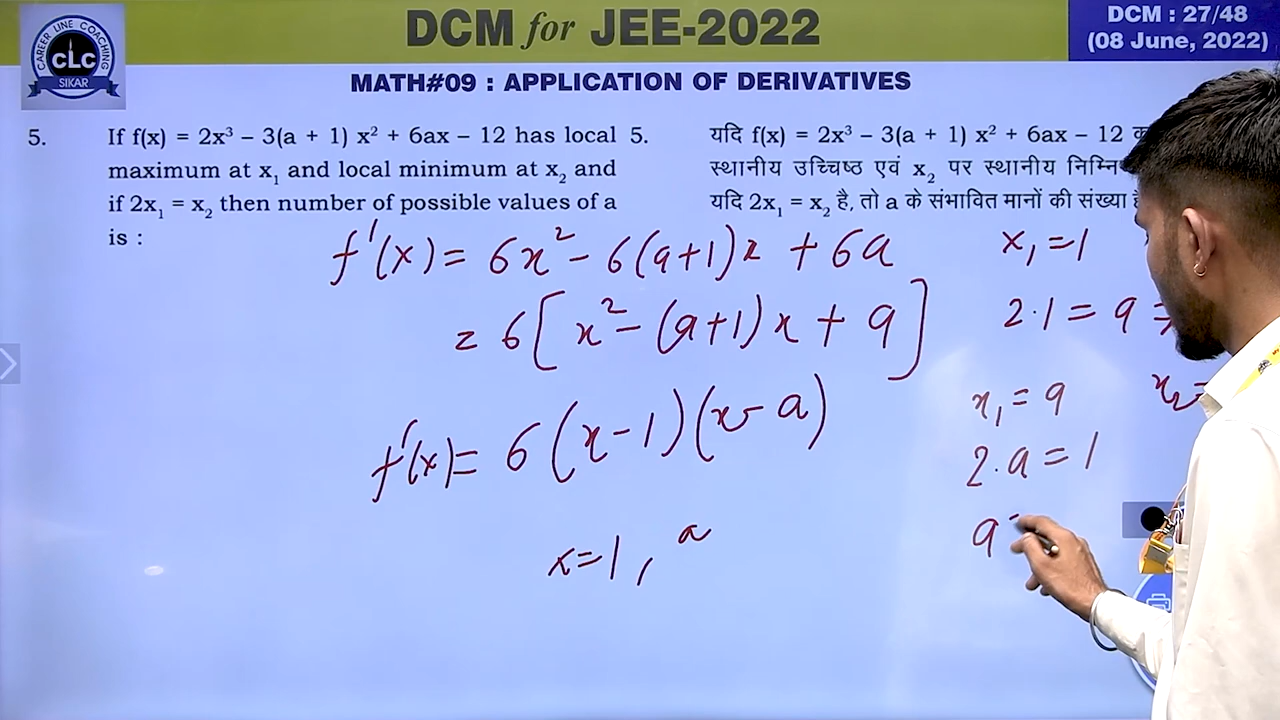 CAREER LINE COACHING
CLC
SIKAR
DCM for JEE-2022
DCM : 27/48
(08 June, 2022)
MATH#09 : APPLICATION OF DERIVATIVES
5. If f(x) = 2x³ – 3(a + 1) x² + 6ax – 12 has local
maximum at x₁ and local minimum at x₂ and
if 2x₁ = x₂ then number of possible values of a
is :
5. यदि f(x) = 2x³ – 3(a + 1) x² + 6ax – 12
स्थानीय उच्चिष्ठ एवं x₂ पर स्थानीय
यदि 2x₁ = x₂ है, तो a के संभावित मानों की संख्या
f'(x) = 6x² - 6(a+1)x + 6a
= 6[x² - (a+1)x + a]
f'(x) = 6(x-1)(x-a)
x=1, a
x₁ = 1
2·1 = a
x₁ = a
x₂ =
2·a = 1
a